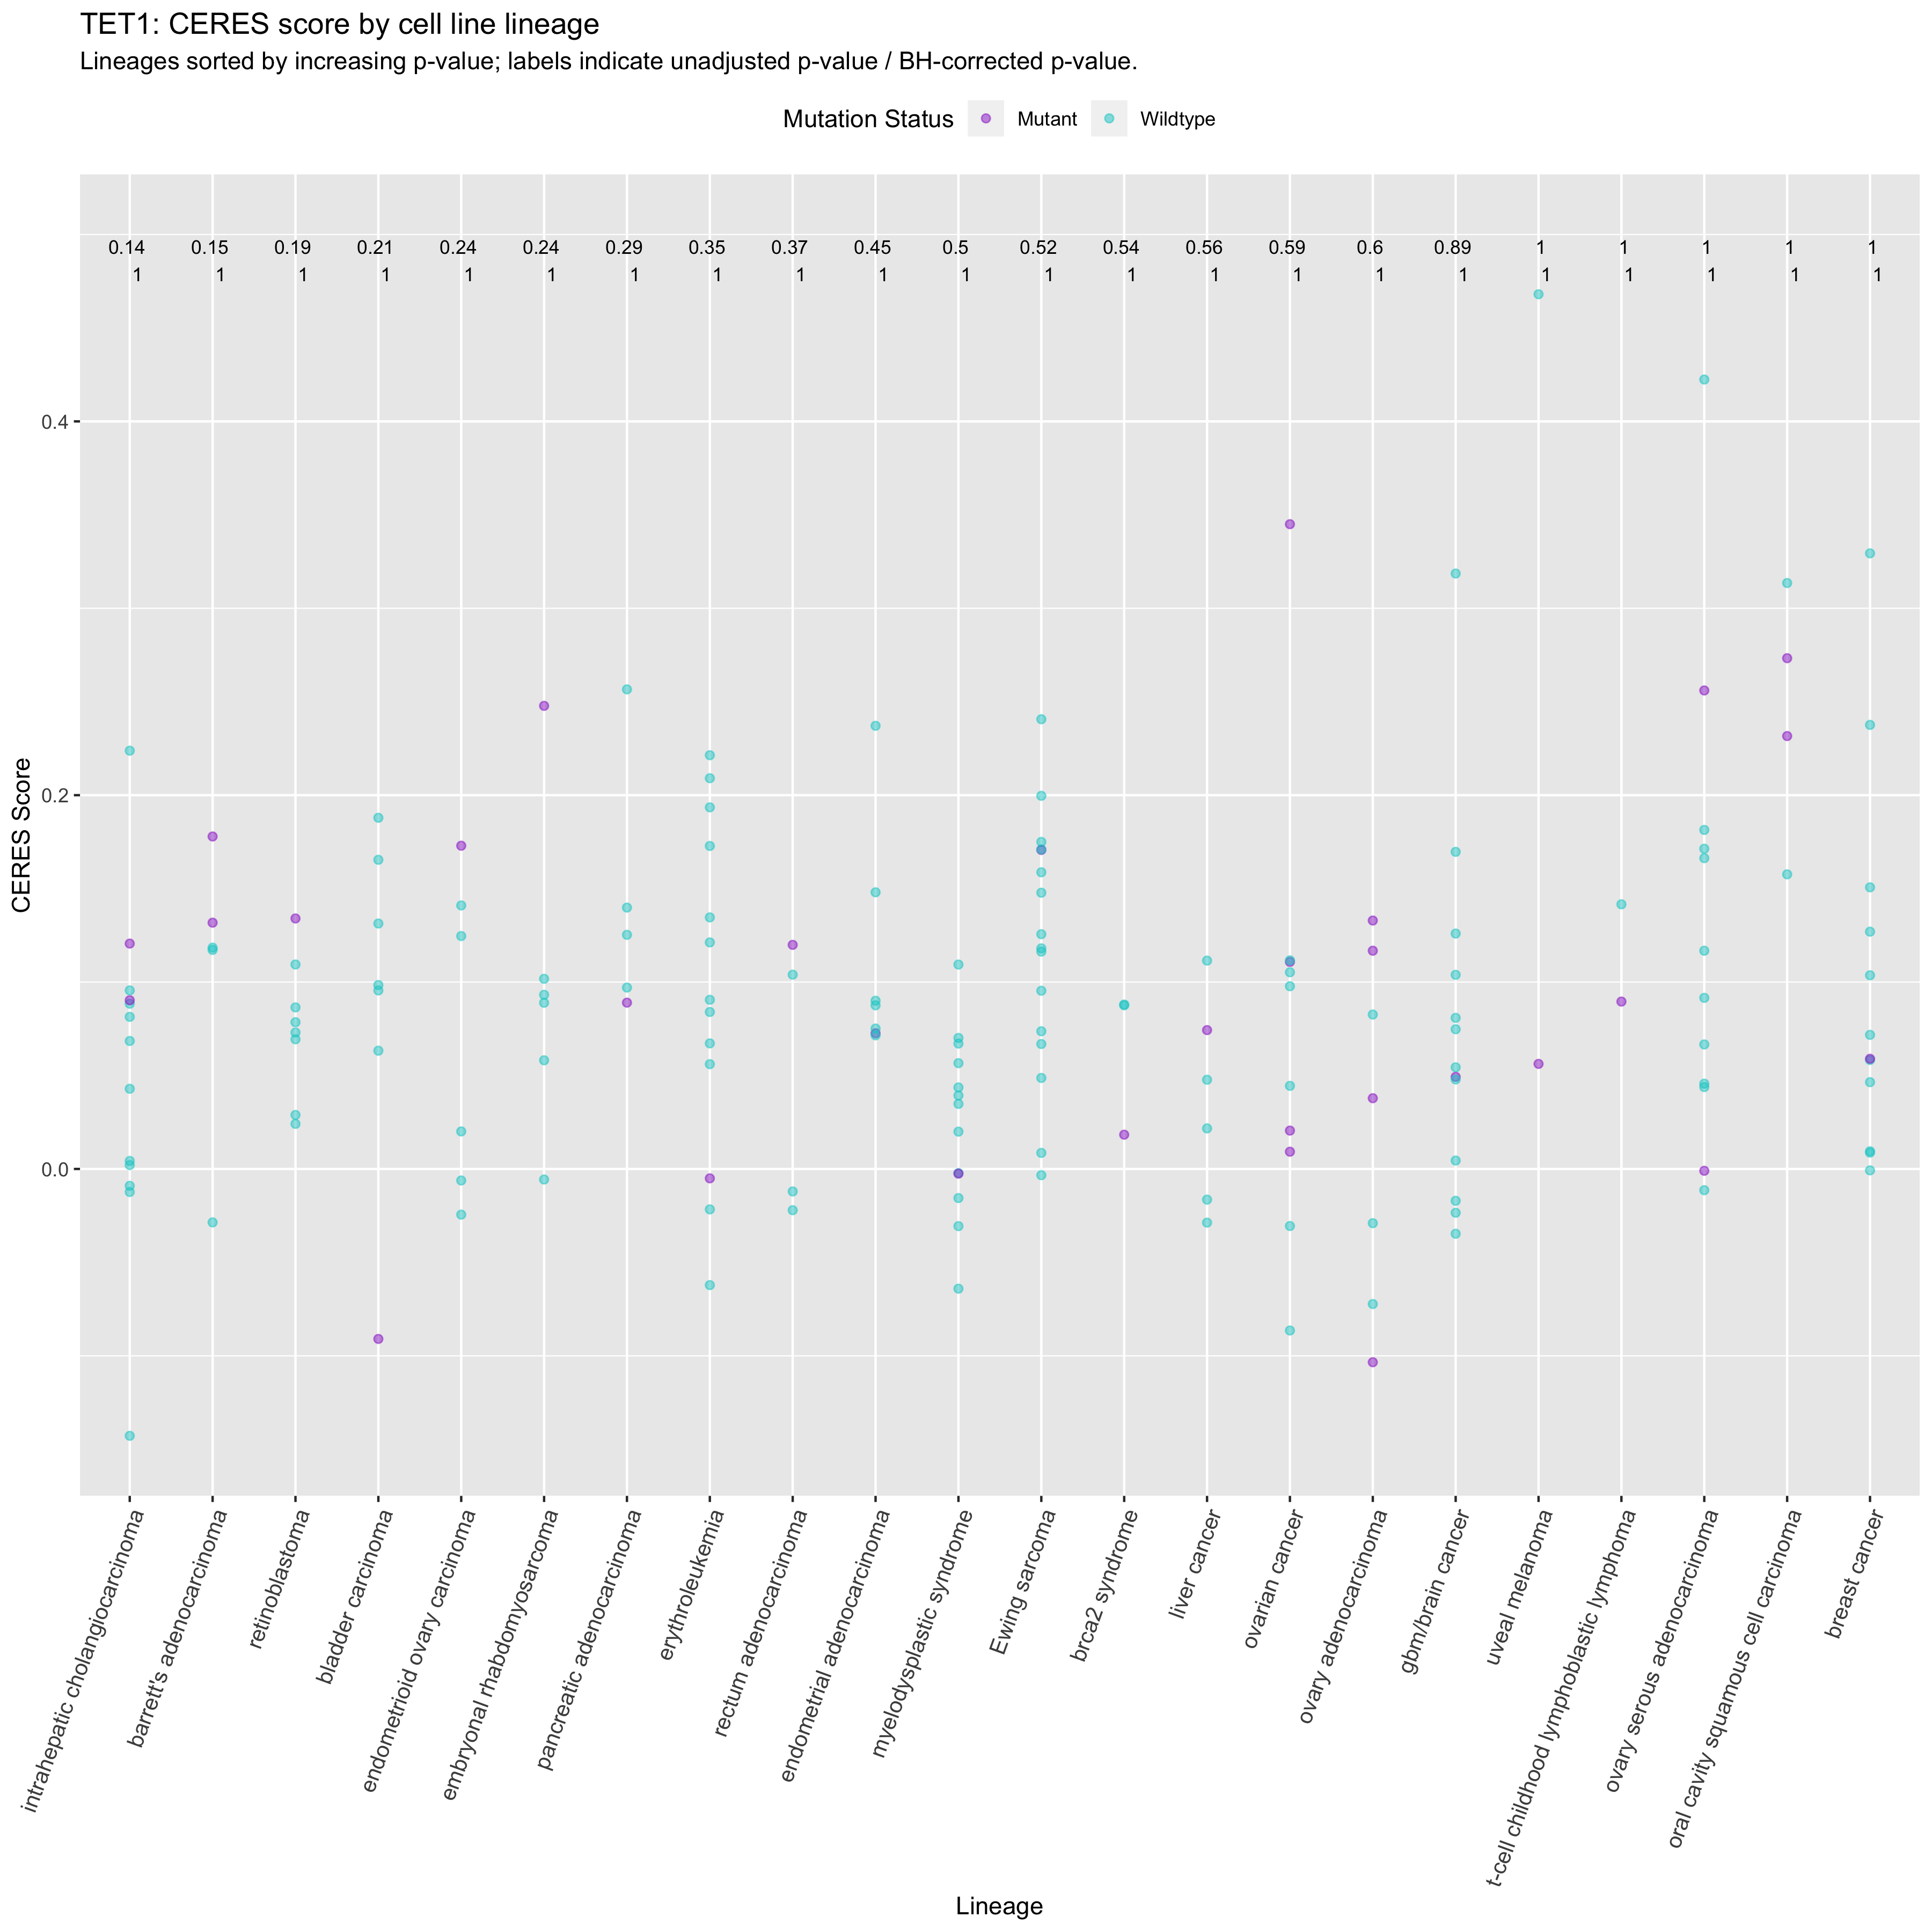 TET1: CERES score by cell line lineage
Lineages sorted by increasing p-value; labels indicate unadjusted p-value / BH-corrected p-value.
Mutation Status Mutant Wildtype
0.14 0.15 0.19 0.21 0.24 0.24 0.29 0.35 0.37 0.45 0.5 0.52 0.54 0.56 0.59 0.6 0.89 1 1 1 1 1
1 1 1 1 1 1 1 1 1 1 1 1 1 1 1 1 1 1 1 1 1 1
0.4
0.2
0.0
CERES Score
intrahepatic cholangiocarcinoma
barrett's adenocarcinoma
retinoblastoma
bladder carcinoma
endometrioid ovary carcinoma
embryonal rhabdomyosarcoma
pancreatic adenocarcinoma
erythroleukemia
rectum adenocarcinoma
endometrial adenocarcinoma
myelodysplastic syndrome
Ewing sarcoma
brca2 syndrome
liver cancer
ovarian cancer
ovary adenocarcinoma
gbm/brain cancer
uveal melanoma
t-cell childhood lymphoblastic lymphoma
ovary serous adenocarcinoma
oral cavity squamous cell carcinoma
breast cancer
Lineage